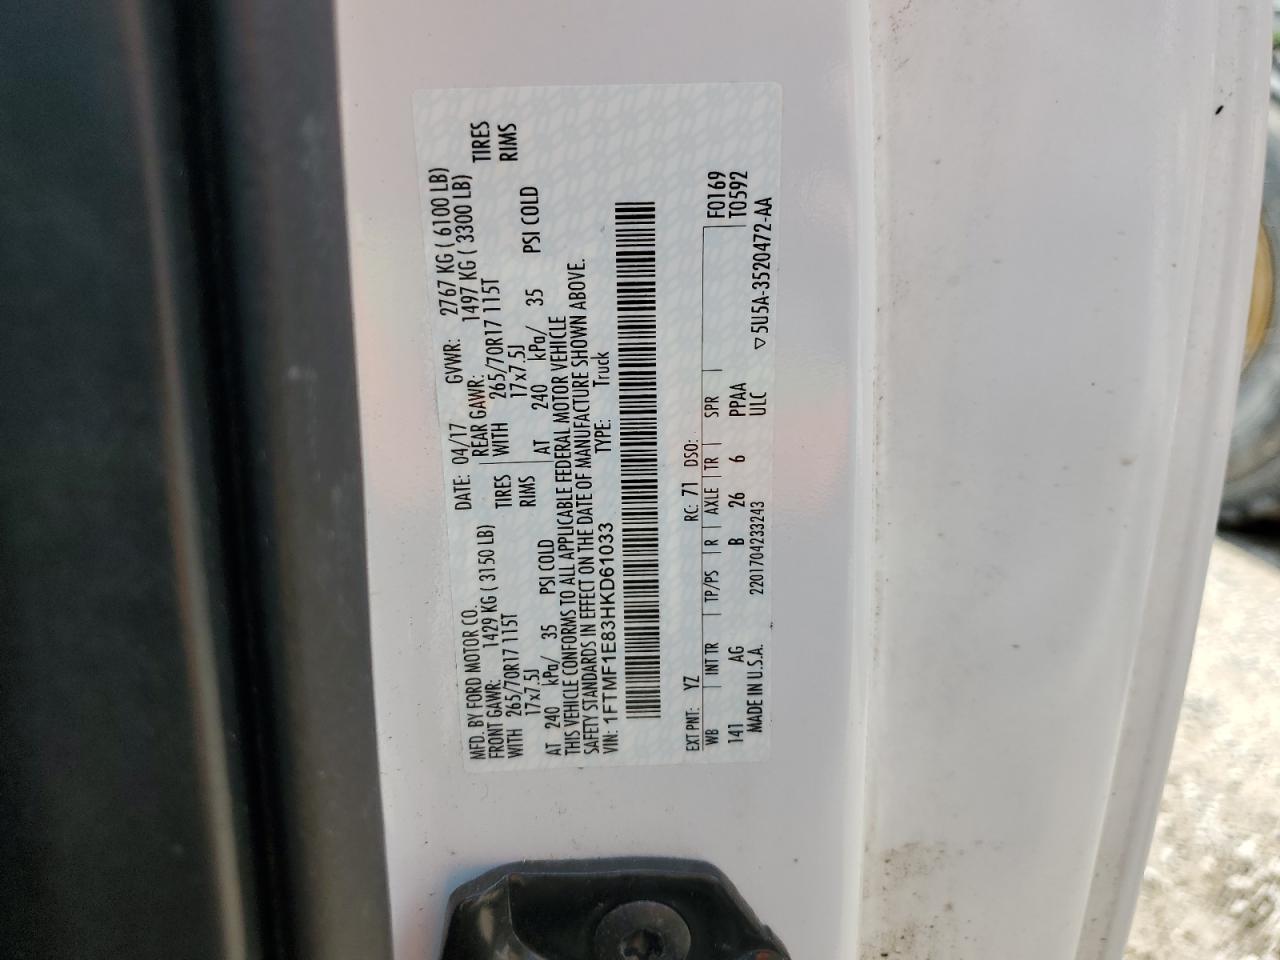 MFD. BY FORD MOTOR CO.
DATE: 04/17 GVWR: 2767 KG ( 6100 LB)
FRONT GAWR: 1429 KG ( 3150 LB) REAR GAWR: 1497 KG ( 3300 LB)
WITH 265/70R17 115T TIRES WITH 265/70R17 115T TIRES
17x7.5J RIMS 17x7.5J RIMS
AT 240 kPa/ 35 PSI COLD AT 240 kPa/ 35 PSI COLD
THIS VEHICLE CONFORMS TO ALL APPLICABLE FEDERAL MOTOR VEHICLE
SAFETY STANDARDS IN EFFECT ON THE DATE OF MANUFACTURE SHOWN ABOVE.
VIN: 1FTMF1E83HKD61033 TYPE: Truck
EXT PNT: YZ RC: 71 DSO:
WB INT TR TP/PS R AXLE TR SPR F0169
141 AG B 26 6 PPAA T0592
MADE IN U.S.A. 2201704233243 ULC
▽5U5A-3520472-AA